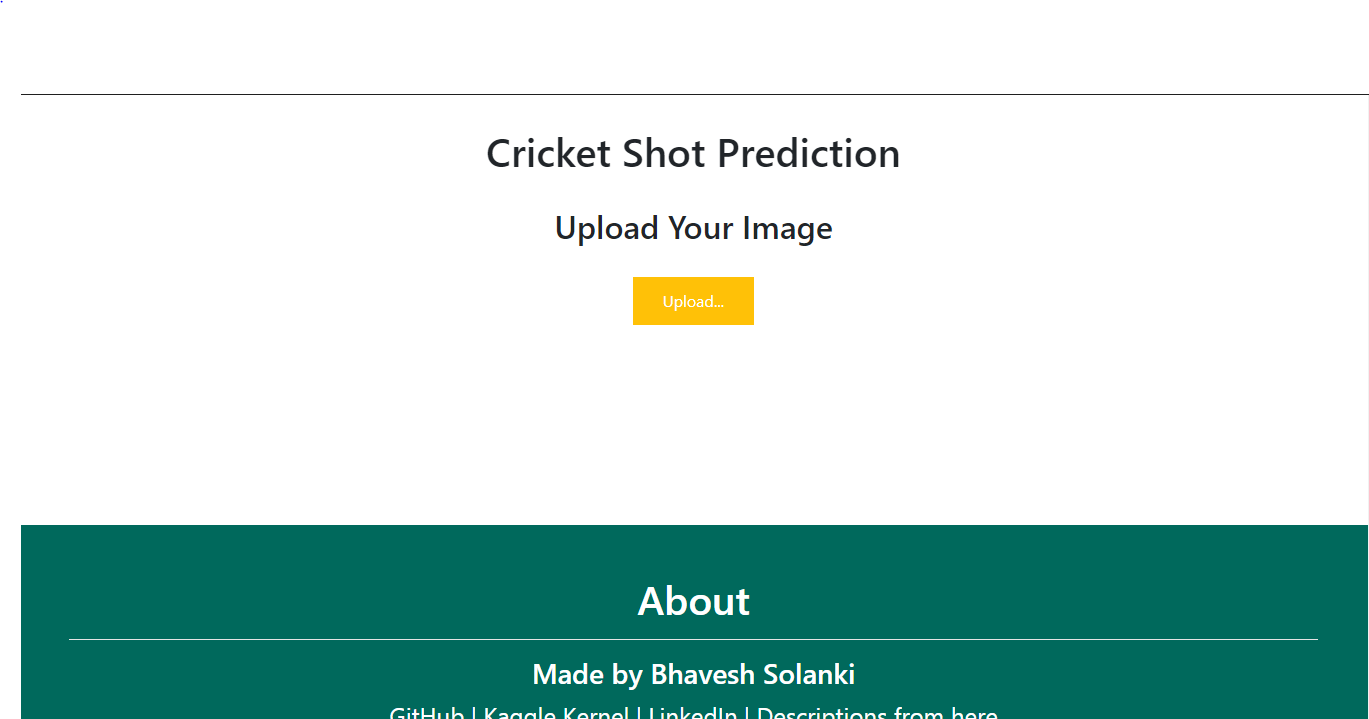 Cricket Shot Prediction
Upload Your Image
Upload...
About
Made by Bhavesh Solanki
GitHub | Kaggle Kernel | LinkedIn | Descriptions from here